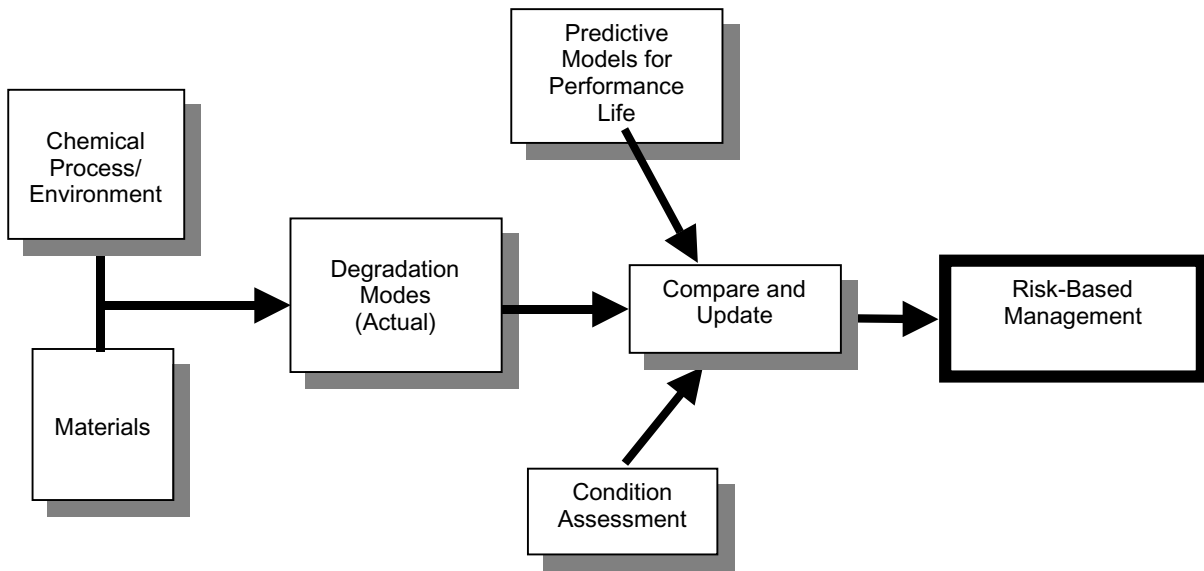 Chemical
Process/
Environment
Materials
Degradation
Modes
(Actual)
Predictive
Models for
Performance
Life
Compare and
Update
Condition
Assessment
Risk-Based
Management